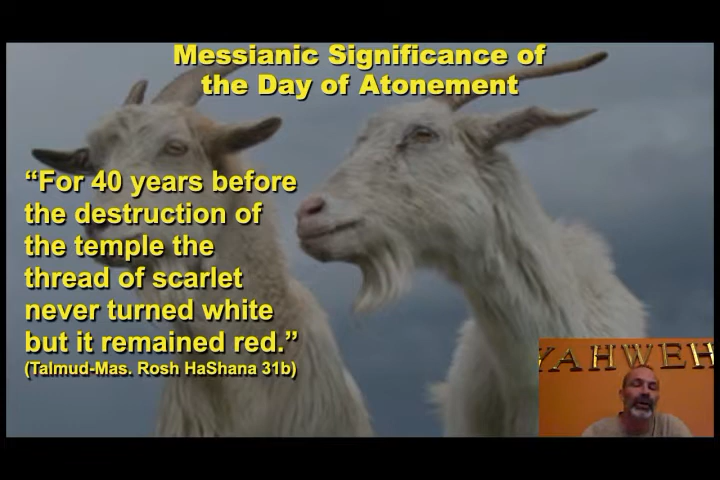 Messianic Significance of
the Day of Atonement
“For 40 years before
the destruction of
the temple the
thread of scarlet
never turned white
but it remained red.”
(Talmud-Mas. Rosh HaShana 31b)
YAHWEH